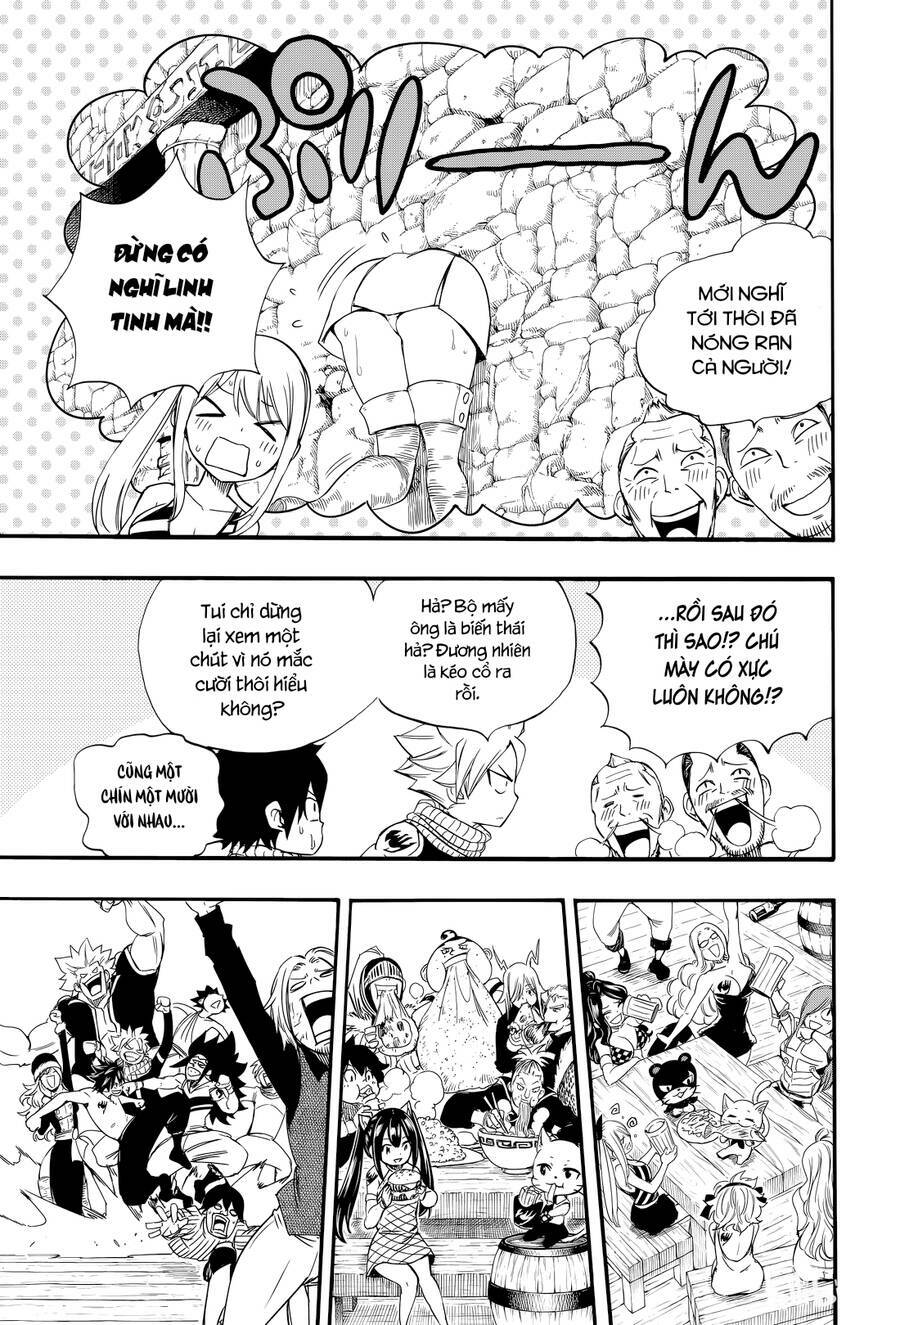 ぷりーん
MỚI NGHĨ
TỚI THÔI ĐÃ
NÓNG RAN
CẢ NGƯỜI!
ĐỪNG CÓ
NGHĨ LINH
TINH MÀ!!
...RỒI SAU ĐÓ
THÌ SAO!? CHÚ
MÀY CÓ XỰC
LUÔN KHÔNG!?
Hả? Bộ mấy
ông là biến thái
hả? Đương nhiên
là kéo cổ ra
rồi.
Tui chỉ dừng
lại xem một
chút vì nó mắc
cười thôi hiểu
không?
CŨNG MỘT
CHÍN MỘT MƯỜI
VỚI NHAU...